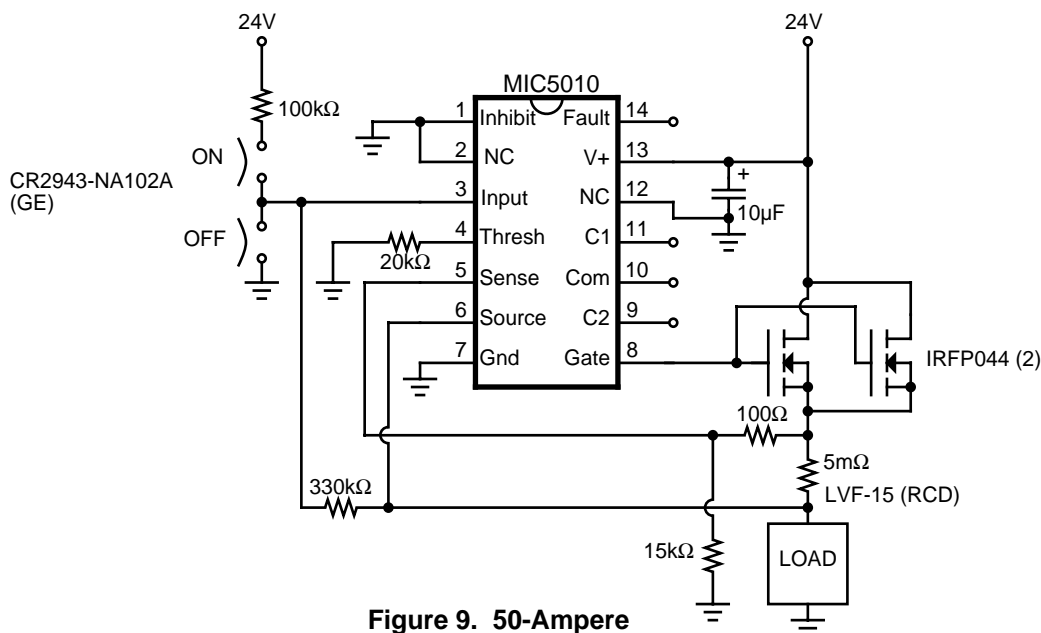 24V
24V
MIC5010
100kΩ
1 Inhibit Fault 14
ON
2 NC V+ 13
CR2943-NA102A
(GE)
3 Input NC 12
+
10µF
OFF
4 Thresh C1 11
20kΩ
5 Sense Com 10
6 Source C2 9
7 Gnd Gate 8
IRFP044 (2)
100Ω
5mΩ
LVF-15 (RCD)
330kΩ
15kΩ
LOAD
Figure 9. 50-Ampere